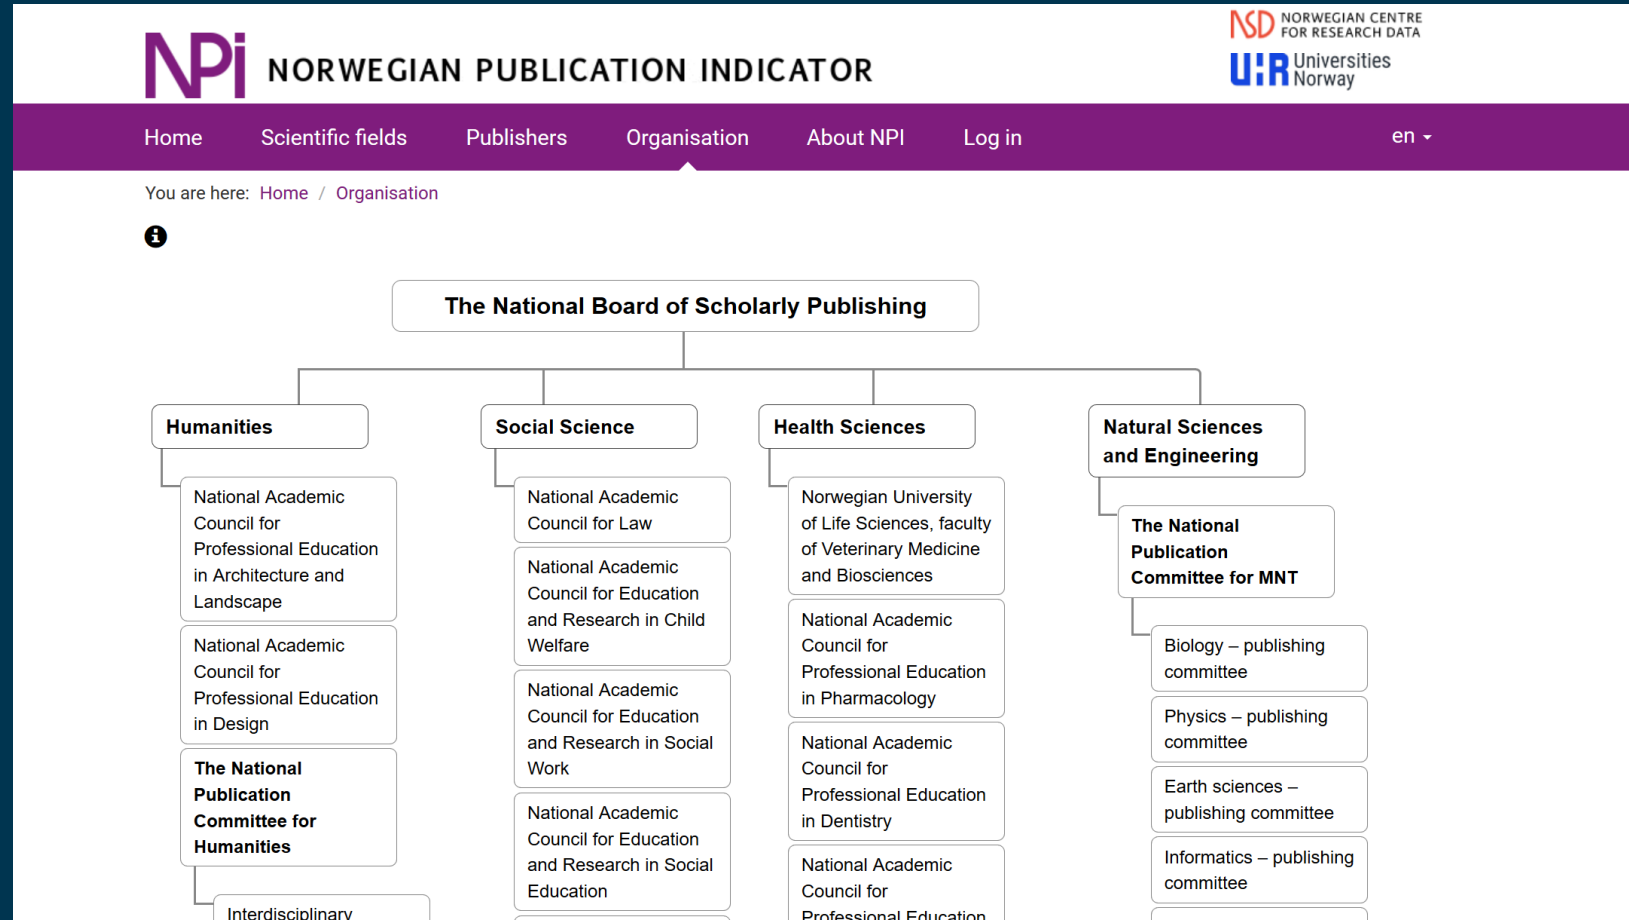 NPi NORWEGIAN PUBLICATION INDICATOR
NSD NORWEGIAN CENTRE
FOR RESEARCH DATA
UHR Universities
Norway
Home Scientific fields Publishers Organisation About NPI Log in en
You are here: Home / Organisation
The National Board of Scholarly Publishing
Humanities
National Academic
Council for
Professional Education
in Architecture and
Landscape
National Academic
Council for
Professional Education
in Design
The National
Publication
Committee for
Humanities
Interdisciplinary
Social Science
National Academic
Council for Law
National Academic
Council for Education
and Research in Child
Welfare
National Academic
Council for Education
and Research in Social
Work
National Academic
Council for Education
and Research in Social
Education
Health Sciences
Norwegian University
of Life Sciences, faculty
of Veterinary Medicine
and Biosciences
National Academic
Council for
Professional Education
in Pharmacology
National Academic
Council for
Professional Education
in Dentistry
National Academic
Council for
Professional Education
Natural Sciences
and Engineering
The National
Publication
Committee for MNT
Biology – publishing
committee
Physics – publishing
committee
Earth sciences –
publishing committee
Informatics – publishing
committee